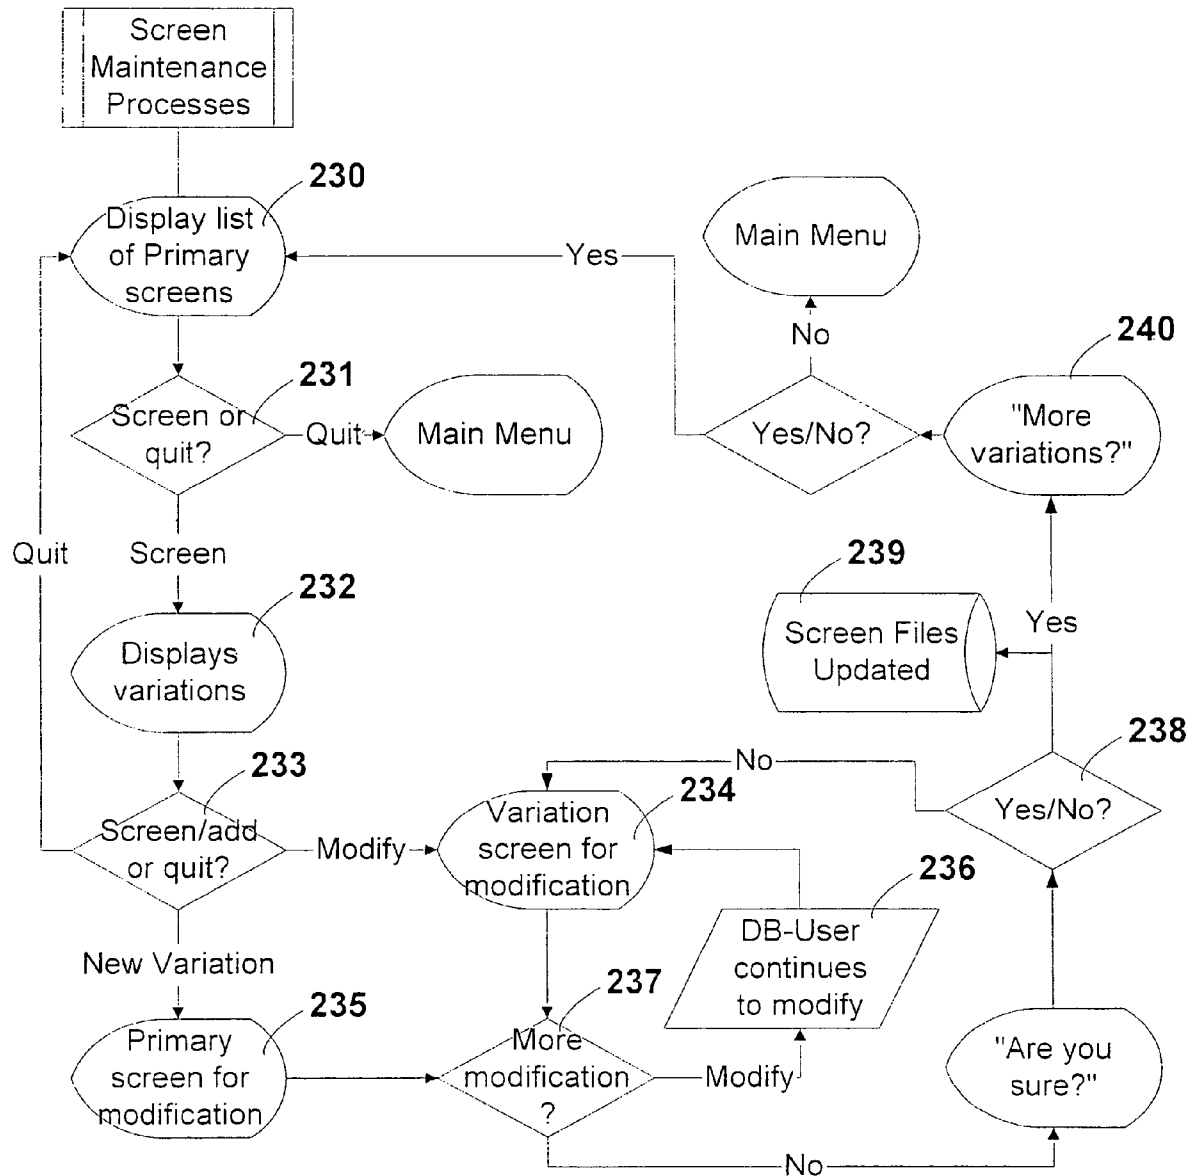 Screen
Maintenance
Processes
230
Display list
of Primary
screens
Yes
Main Menu
No
240
231
Screen or
quit?
Quit
Main Menu
Yes/No?
"More
variations?"
Quit
Screen
239
232
Screen Files
Updated
Yes
Displays
variations
238
233
No
234
Screen/add
or quit?
Modify
Variation
screen for
modification
Yes/No?
236
DB-User
continues
to modify
New Variation
235
237
Primary
screen for
modification
More
modification
?
Modify
"Are you
sure?"
No